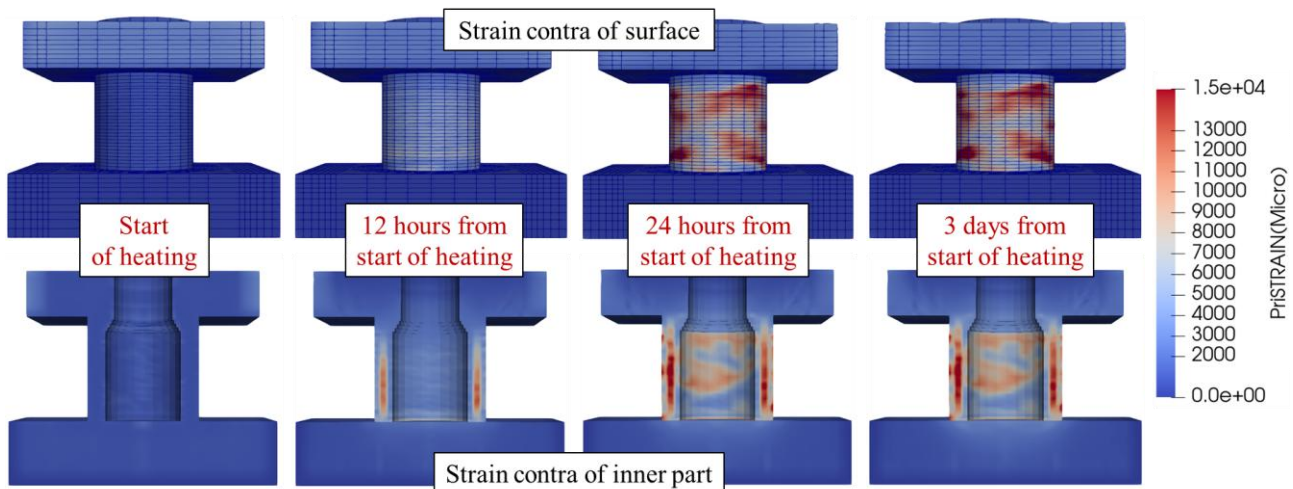 Strain contra of surface
Start
of heating
12 hours from
start of heating
24 hours from
start of heating
3 days from
start of heating
Strain contra of inner part
1.5e+04
13000
12000
11000
10000
9000
8000
7000
6000
5000
4000
3000
2000
0.0e+00
PriSTRAIN(Micro)